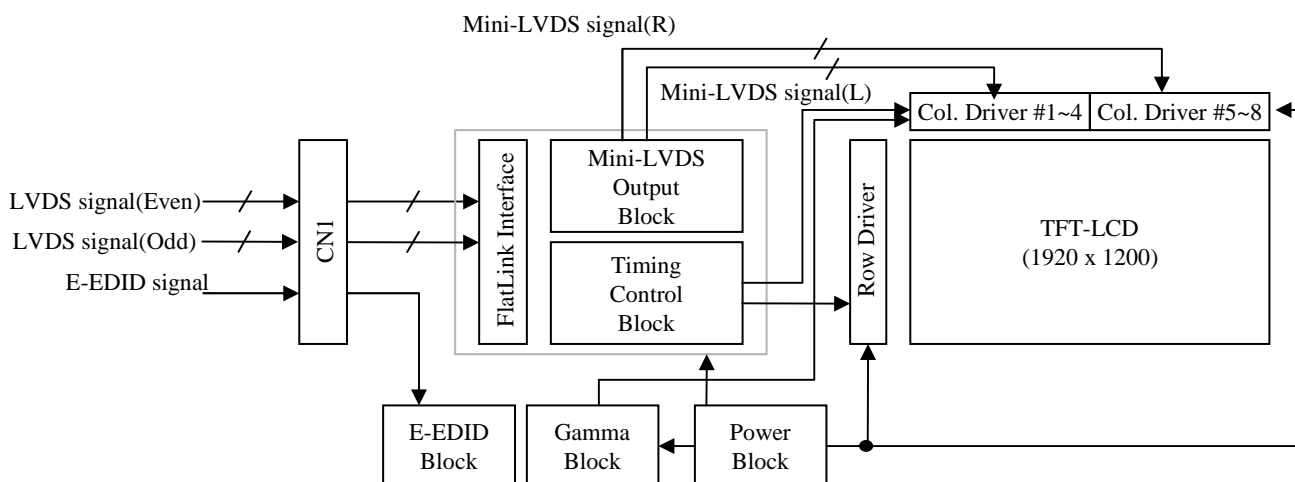 Mini-LVDS signal(R)
Mini-LVDS signal(L)
Col. Driver #1~4
Col. Driver #5~8
LVDS signal(Even)
LVDS signal(Odd)
E-EDID signal
CN1
FlatLink Interface
Mini-LVDS
Output
Block
Timing
Control
Block
Row Driver
TFT-LCD
(1920 x 1200)
E-EDID
Block
Gamma
Block
Power
Block